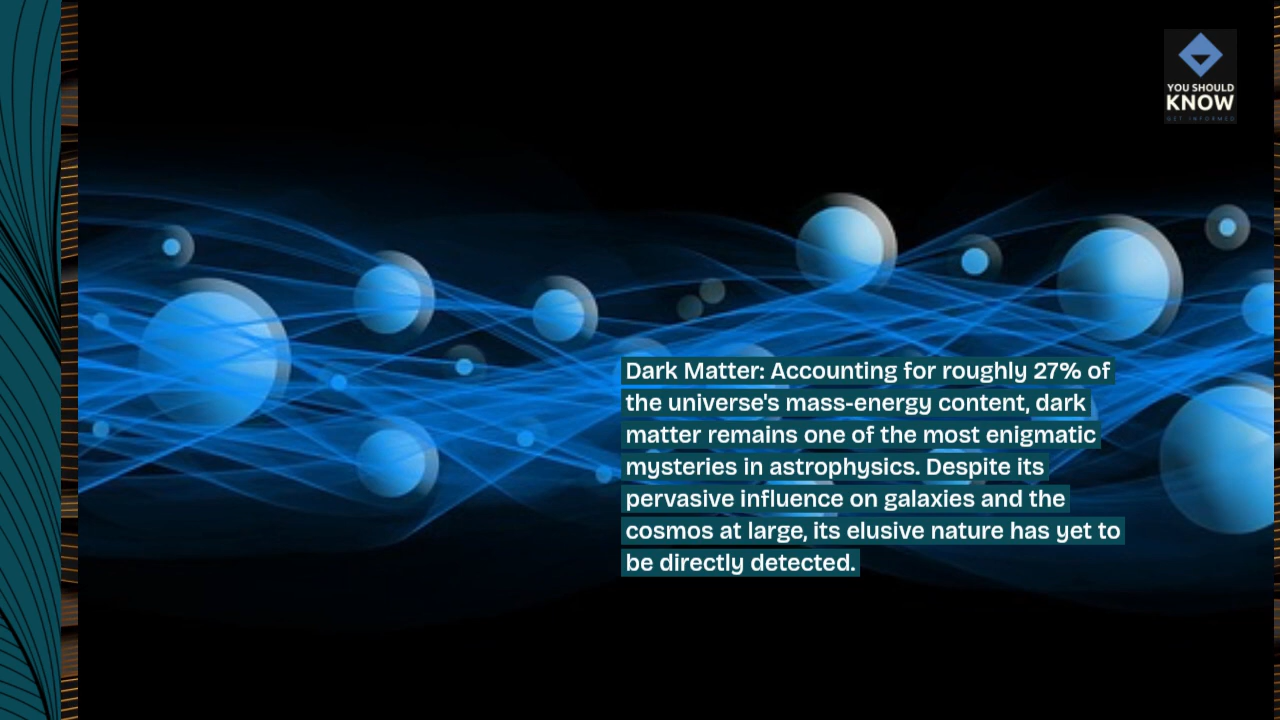 YOU SHOULD
KNOW
GET INFORMED
Dark Matter: Accounting for roughly 27% of
the universe's mass-energy content, dark
matter remains one of the most enigmatic
mysteries in astrophysics. Despite its
pervasive influence on galaxies and the
cosmos at large, its elusive nature has yet to
be directly detected.